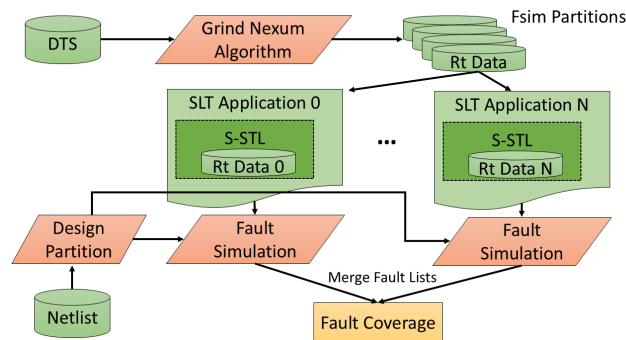 Fsim Partitions
DTS
Grind Nexum
Algorithm
Rt Data
SLT Application 0
SLT Application N
S-STL
Rt Data 0
...
S-STL
Rt Data N
Design
Partition
Fault
Simulation
Fault
Simulation
Merge Fault Lists
Netlist
Fault Coverage